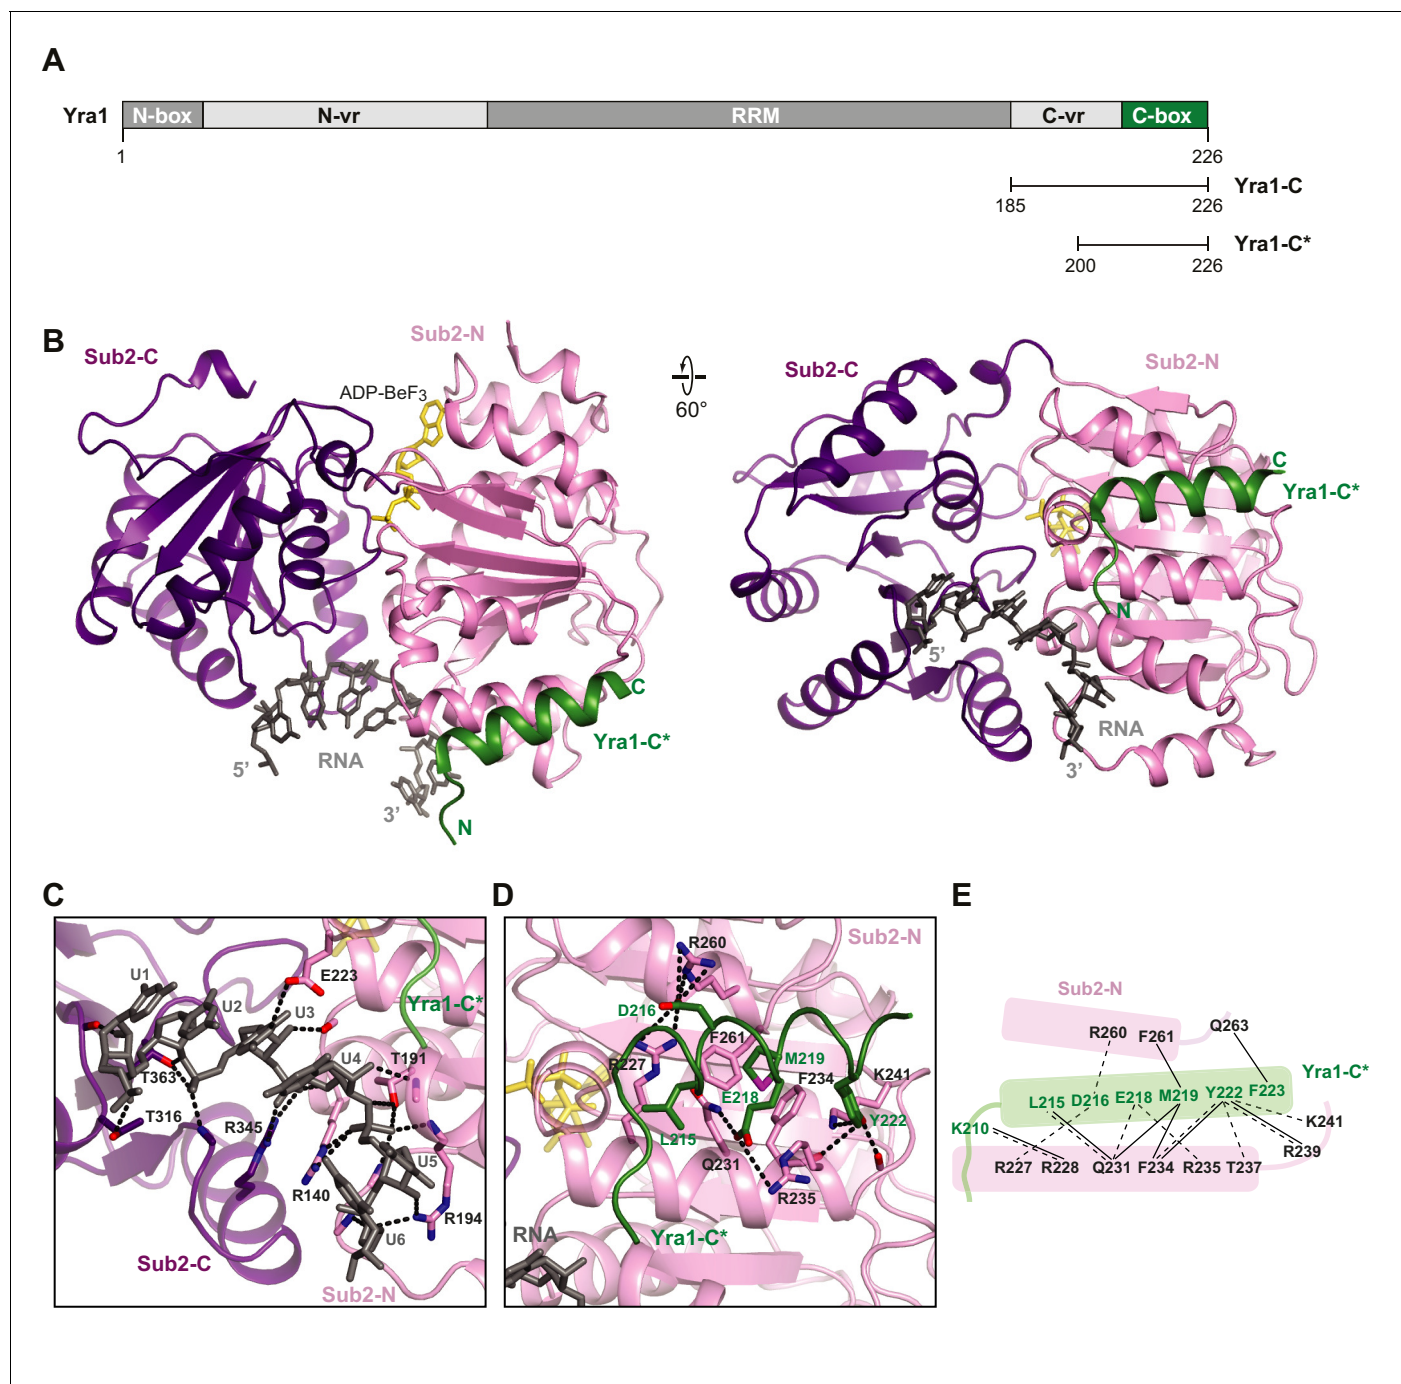 A
Yra1
N-box
N-vr
RRM
C-vr
C-box
1
226
185
226
Yra1-C
200
226
Yra1-C*
B
Sub2-C
Sub2-N
ADP-BeF3
5’
RNA
3’
N
C
Yra1-C*
60°
Sub2-C
Sub2-N
C
Yra1-C*
N
5’
RNA
3’
C
U1
U2
E223
U3
Yra1-C*
U4
T191
T363
T316
R345
R140
U5
R194
U6
Sub2-C
Sub2-N
D
R260
Sub2-N
D216
F261
R227
M219
F234
K241
E218
Y222
L215
Q231
R235
RNA
Yra1-C*
E
Sub2-N
R260
F261
Q263
Yra1-C*
L215
D216
E218
M219
Y222
F223
K210
K241
R227
R228
Q231
F234
R235
T237
R239